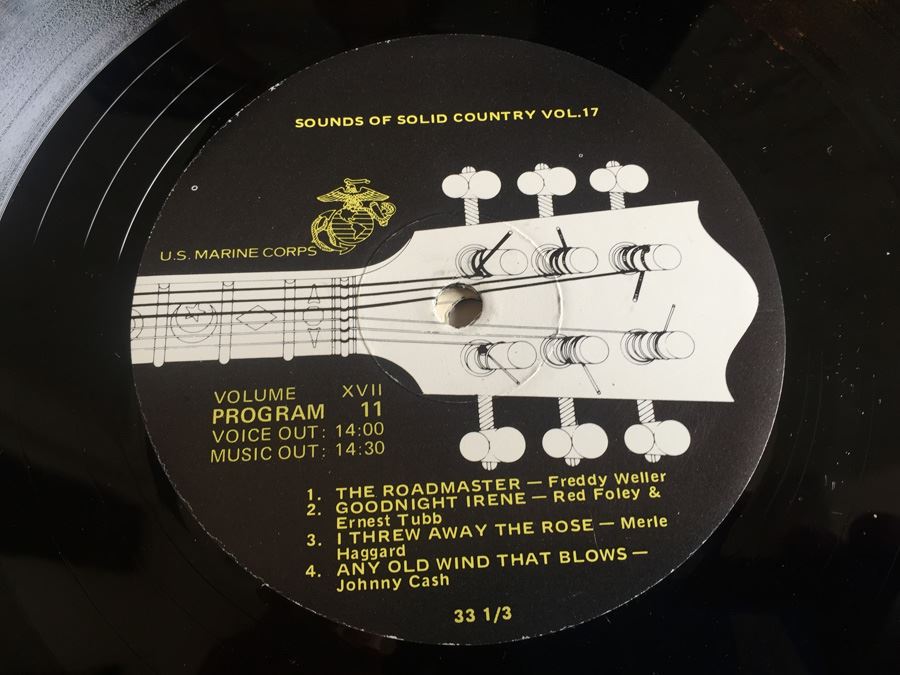 SOUNDS OF SOLID COUNTRY VOL.17
U.S. MARINE CORPS
VOLUME XVII
PROGRAM 11
VOICE OUT: 14:00
MUSIC OUT: 14:30
1. THE ROADMASTER — Freddy Weller
2. GOODNIGHT IRENE — Red Foley &
Ernest Tubb
3. I THREW AWAY THE ROSE — Merle
Haggard
4. ANY OLD WIND THAT BLOWS —
Johnny Cash
33 1/3